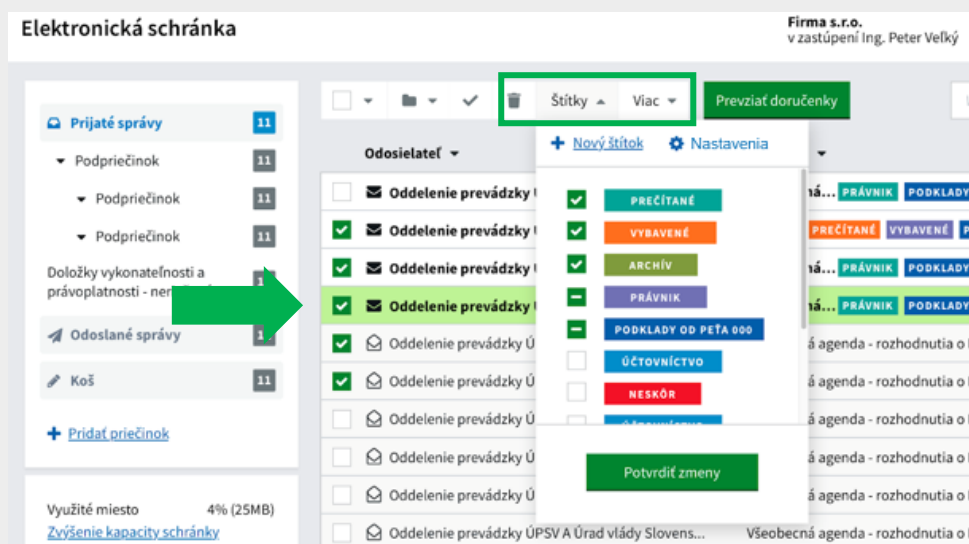 Elektronická schránka
Firma s.r.o.
v zastúpení Ing. Peter Veľký
Prijaté správy 11
Podpriečinok 11
Podpriečinok 11
Podpriečinok 11
Doložky vykonateľnosti a
právoplatnosti -
Odoslané správy
Koš 11
Pridať priečinok
Využité miesto 4% (25MB)
Zvýšenie kapacity schránky
Štítky Viac Prevziať doručenky
Odosielateľ
Nový štítok Nastavenia
PREČÍTANÉ
VYBAVENÉ
ARCHÍV
PRÁVNIK
PODKLADY OD PEŤA 000
ÚČTOVNÍCTVO
NESKÔR
Potvrdiť zmeny
Oddelenie prevádzky PRÁVNIK PODKLADY
Oddelenie prevádzky PREČÍTANÉ VYBAVENÉ
Oddelenie prevádzky PRÁVNIK PODKLADY
Oddelenie prevádzky PRÁVNIK PODKLADY
Oddelenie prevádzky agenda - rozhodnutia o
Oddelenie prevádzky agenda - rozhodnutia o
Oddelenie prevádzky agenda - rozhodnutia o
Oddelenie prevádzky agenda - rozhodnutia o
Oddelenie prevádzky agenda - rozhodnutia o
Oddelenie prevádzky ÚPSV A Úrad vlády Slovens... Všeobecná agenda - rozhodnutia o